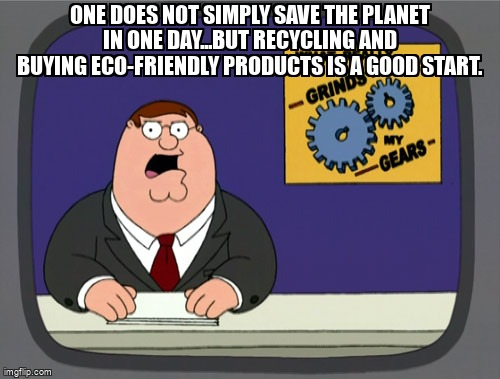 ONE DOES NOT SIMPLY SAVE THE PLANET
IN ONE DAY...BUT RECYCLING AND
BUYING ECO-FRIENDLY PRODUCTS IS A GOOD START.
GRINDS
MY
GEARS
imgflip.com